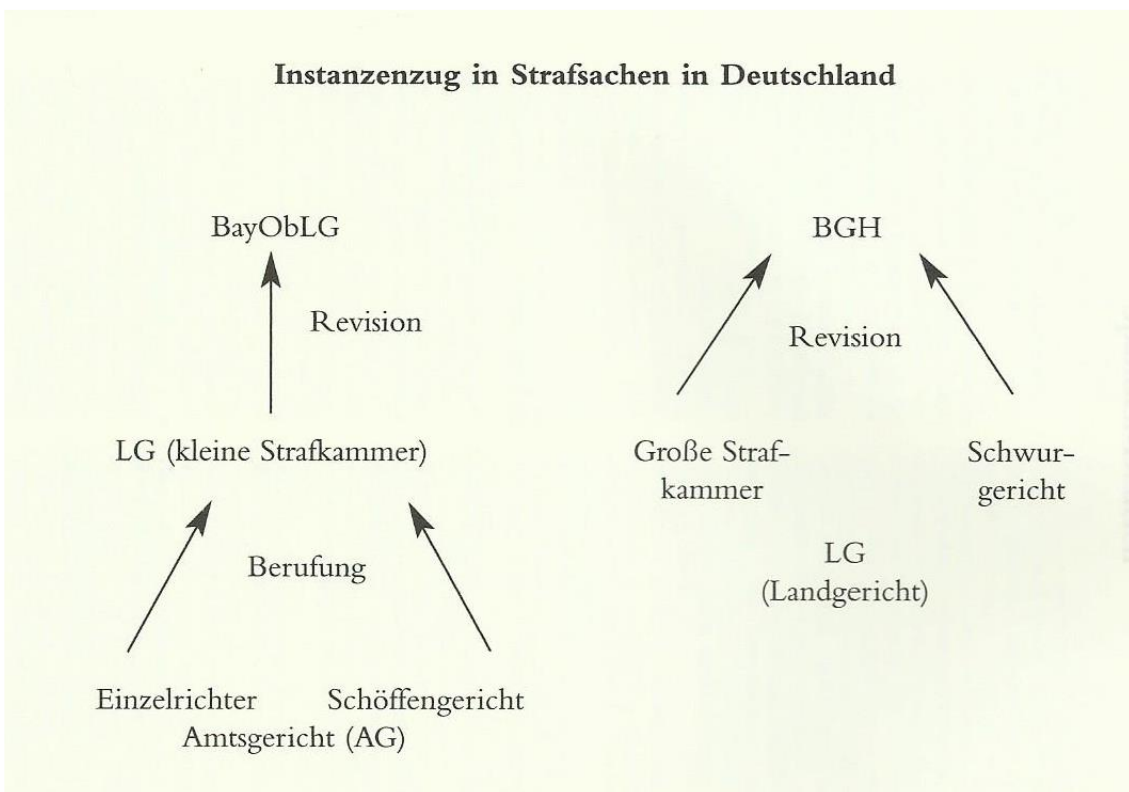 Instanzenzug in Strafsachen in Deutschland
BayObLG
Revision
LG (kleine Strafkammer)
Berufung
Einzelrichter
Schöffengericht
Amtsgericht (AG)
BGH
Revision
Große Straf-
kammer
Schwur-
gericht
LG
(Landgericht)